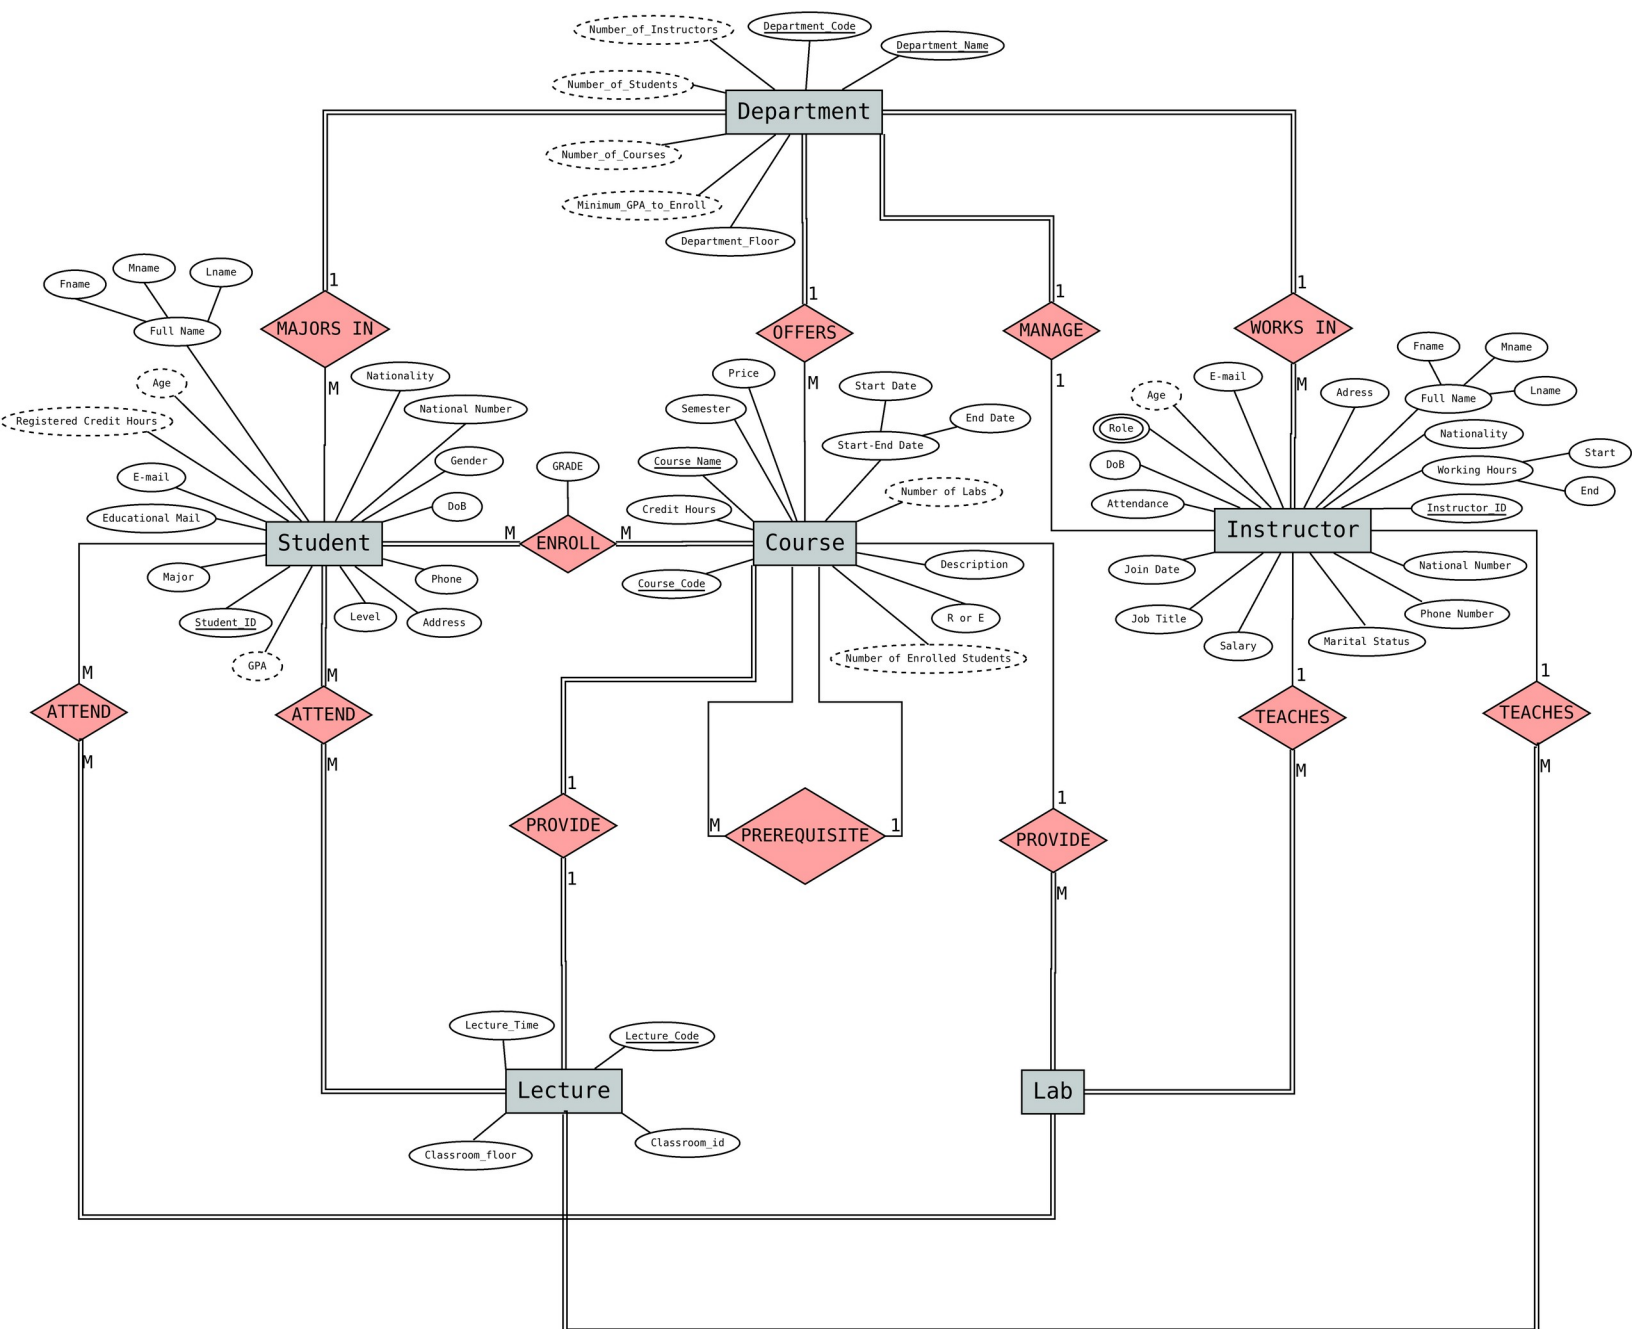 Number_of_Instructors
Department_Code
Department_Name
Number_of_Students
Department
Number_of_Courses
Minimum_GPA_to_Enroll
Department_Floor
1
MAJORS IN
M
1
OFFERS
M
1
MANAGE
1
1
WORKS IN
M
Fname
Mname
Lname
Full Name
Age
Registered Credit Hours
E-mail
Educational Mail
Nationality
National Number
Gender
DoB
Student
Major
Student_ID
GPA
Level
Address
Phone
GRADE
M
ENROLL
M
Price
Semester
Course Name
Credit Hours
Course_Code
Start Date
End Date
Start-End Date
Number of Labs
Course
Description
R or E
Number of Enrolled Students
Fname
Mname
Lname
Full Name
E-mail
Age
Adress
Role
DoB
Attendance
Nationality
Working Hours
Start
End
Instructor_ID
Instructor
Join Date
Job Title
Salary
Marital Status
Phone Number
National Number
M
ATTEND
M
M
ATTEND
M
1
PROVIDE
1
M
PREREQUISITE
1
1
PROVIDE
M
1
TEACHES
M
1
TEACHES
M
Lecture_Time
Lecture_Code
Lecture
Classroom_floor
Classroom_id
Lab